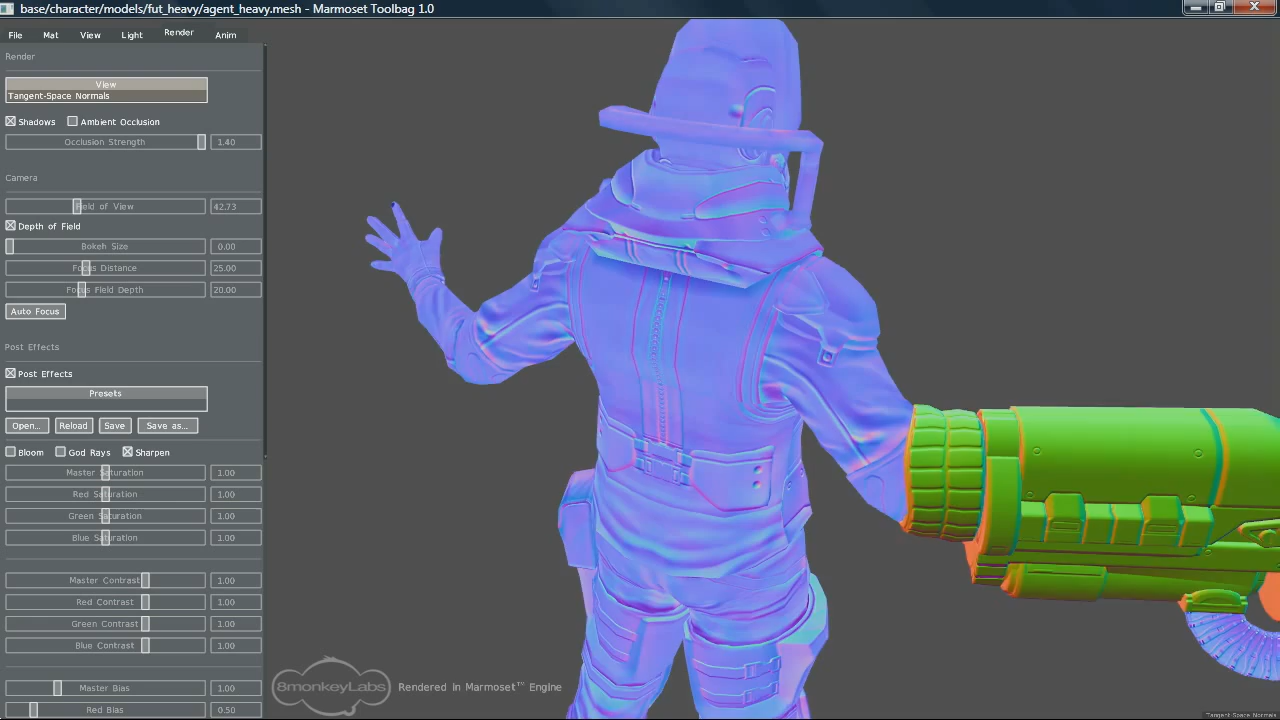 base/character/models/fut_heavy/agent_heavy.mesh - Marmoset Toolbag 1.0
File Mat View Light Render Anim
Render
View
Tangent-Space Normals
Shadows Ambient Occlusion
Occlusion Strength 1.40
Camera
Field of View 42.73
Depth of Field
Bokeh Size 0.00
Focus Distance 25.00
Focus Field Depth 20.00
Auto Focus
Post Effects
Post Effects
Presets
Open... Reload Save Save as...
Bloom God Rays Sharpen
Master Saturation 1.00
Red Saturation 1.00
Green Saturation 1.00
Blue Saturation 1.00
Master Contrast 1.00
Red Contrast 1.00
Green Contrast 1.00
Blue Contrast 1.00
Master Bias 1.00
Red Bias 0.50
8monkeyLabs Rendered in Marmoset™ Engine
Tangent-Space Normals